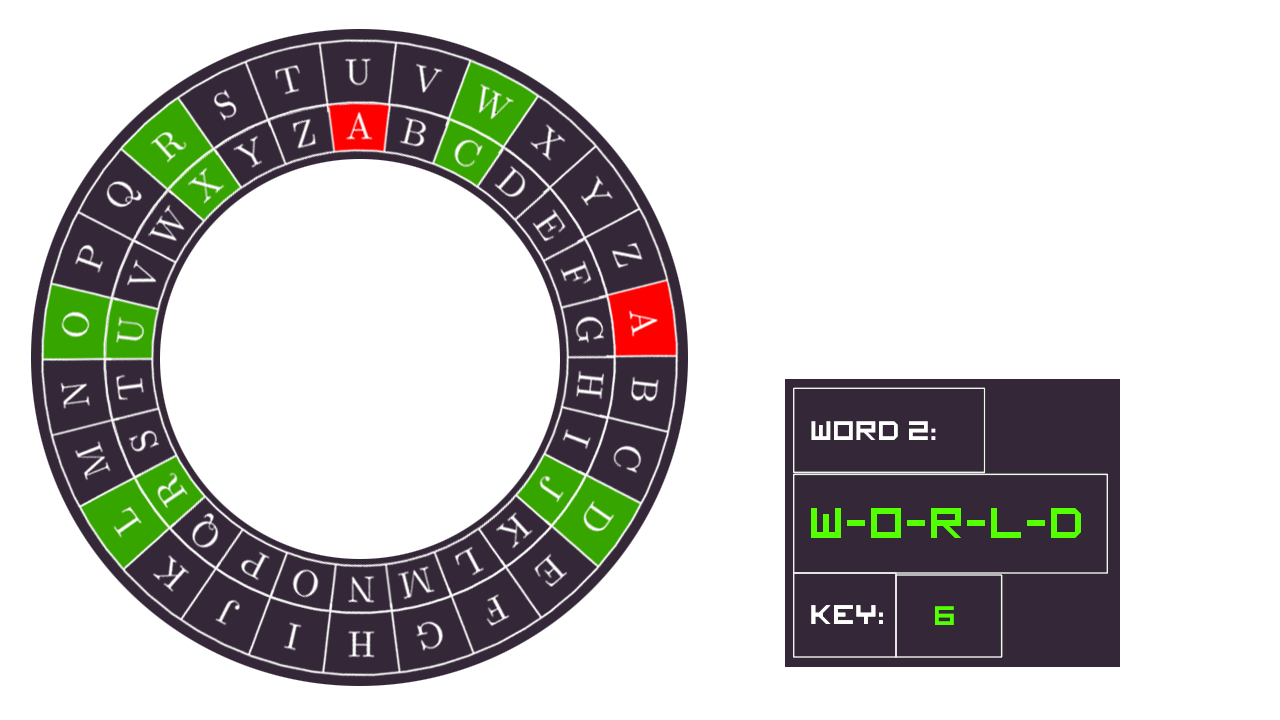 U V W X Y Z A B C D E F G H I J K L M N O P Q R S T
A B C D E F G H I J K L M N O P Q R S T U V W X Y Z
WORD 2:
W-O-R-L-D
KEY: 6